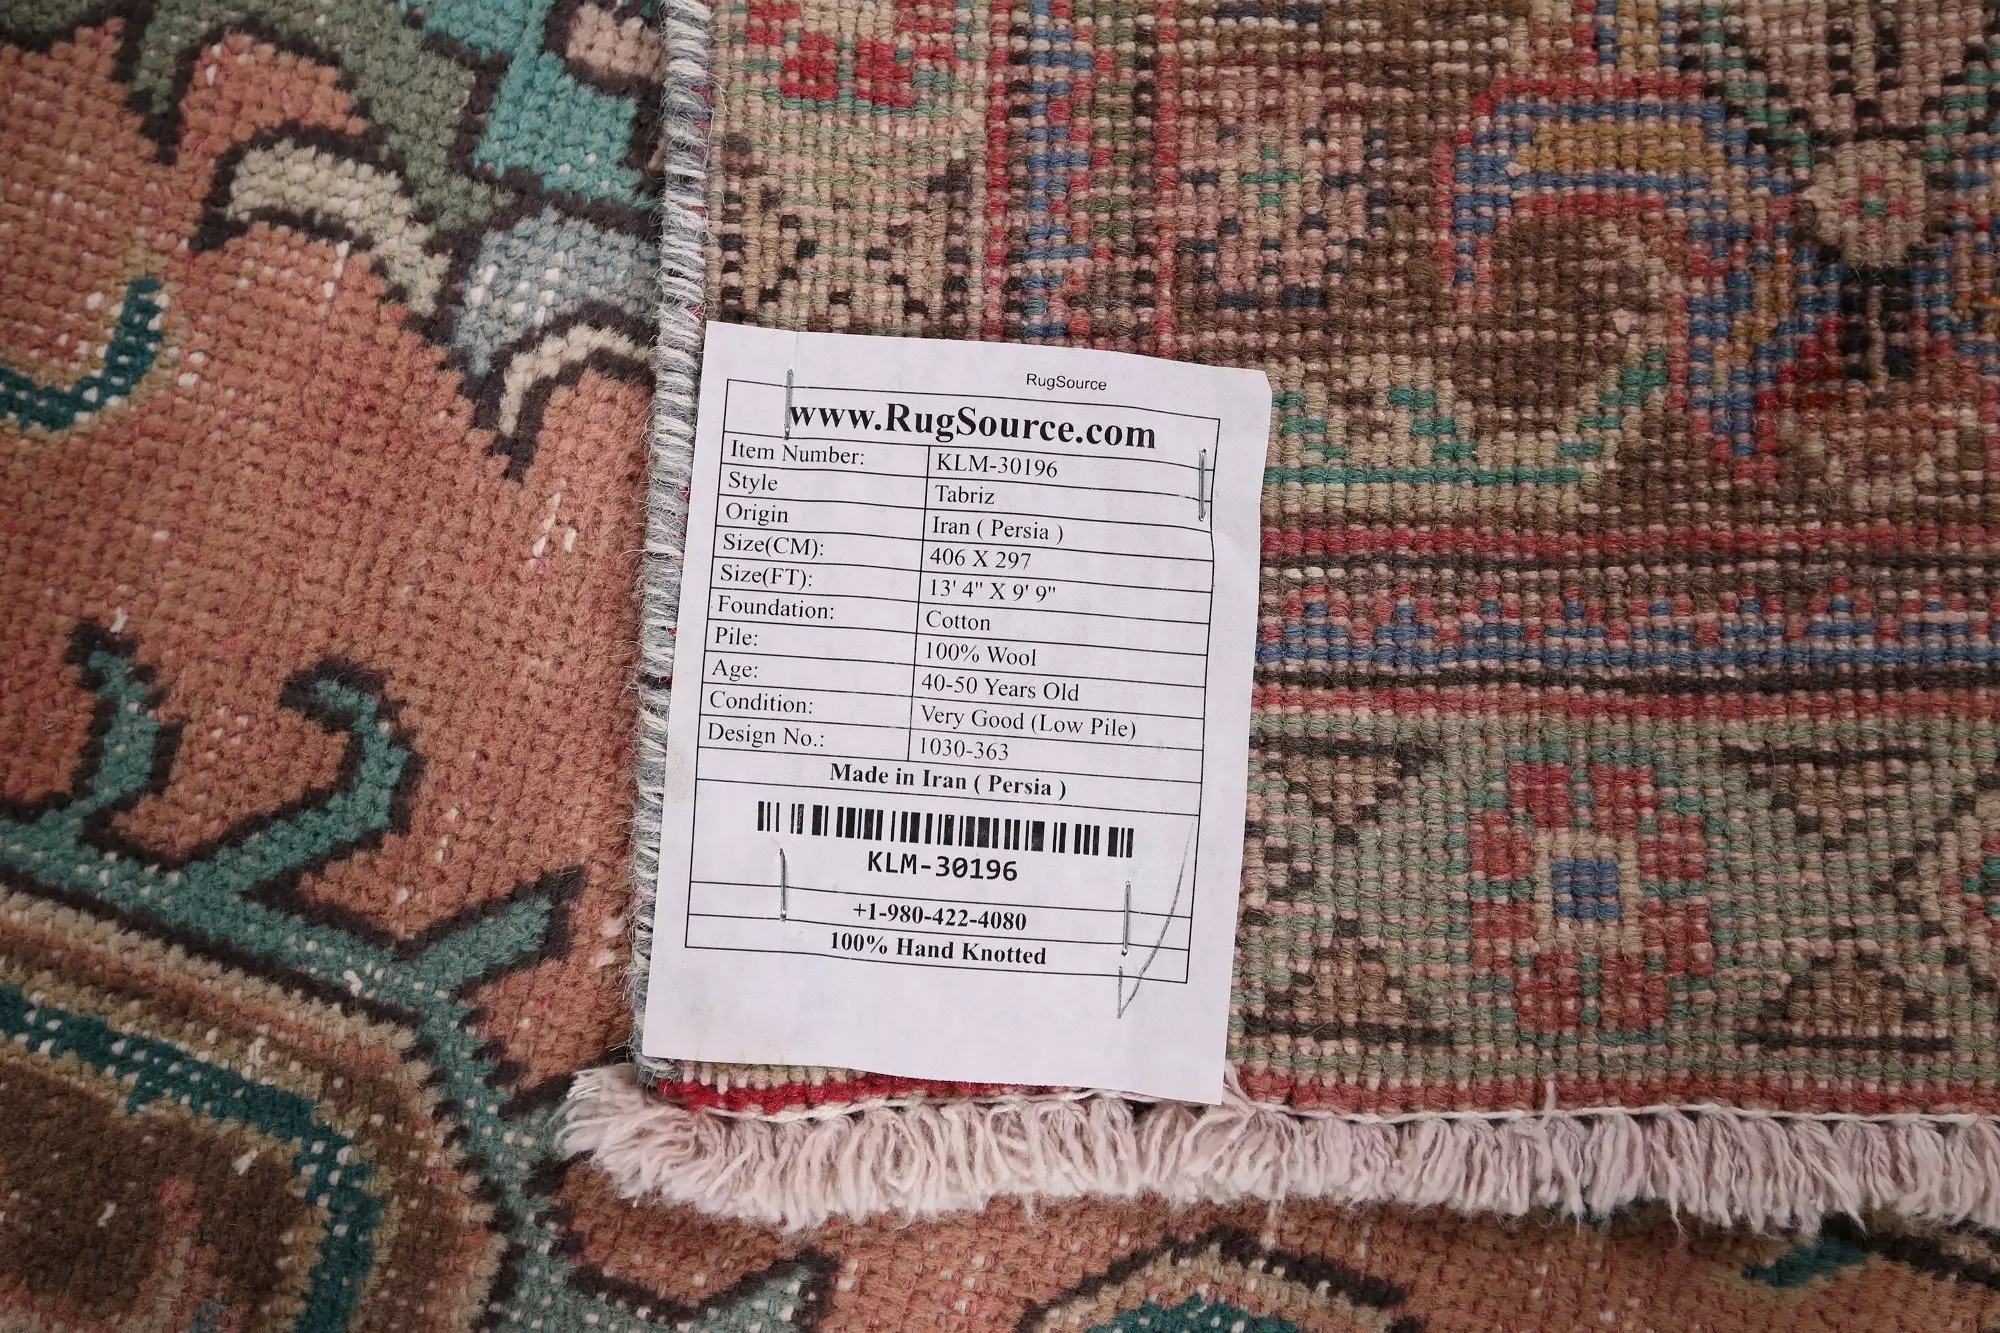 RugSource
www.RugSource.com
Item Number: KLM-30196
Style Tabriz
Origin Iran ( Persia )
Size(CM): 406 X 297
Size(FT): 13' 4" X 9' 9"
Foundation: Cotton
Pile: 100% Wool
Age: 40-50 Years Old
Condition: Very Good (Low Pile)
Design No.: 1030-363
Made in Iran ( Persia )
KLM-30196
+1-980-422-4080
100% Hand Knotted